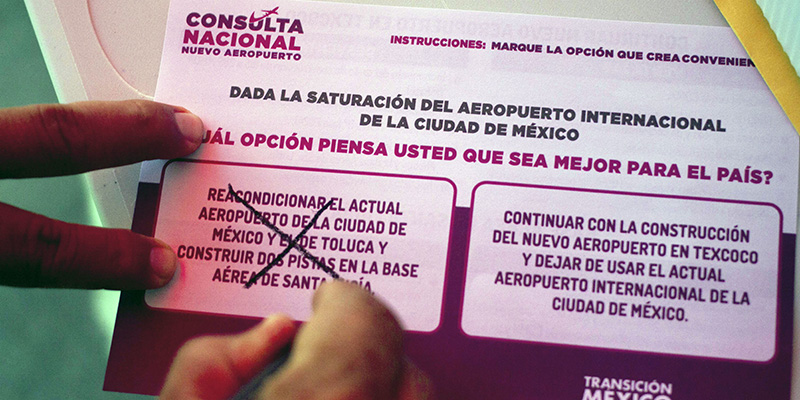 CONSULTA
NACIONAL
NUEVO AEROPUERTO
INSTRUCCIONES: MARQUE LA OPCIÓN QUE CREA CONVENIEN
DADA LA SATURACIÓN DEL AEROPUERTO INTERNACIONAL
DE LA CIUDAD DE MÉXICO
UÁL OPCIÓN PIENSA USTED QUE SEA MEJOR PARA EL PAÍS?
REACONDICIONAR EL ACTUAL
AEROPUERTO DE LA CIUDAD DE
MÉXICO Y EL DE TOLUCA Y
CONSTRUIR DOS PISTAS EN LA BASE
AÉREA DE SANTA LUCÍA.
CONTINUAR CON LA CONSTRUCCIÓN
DEL NUEVO AEROPUERTO EN TEXCOCO
Y DEJAR DE USAR EL ACTUAL
AEROPUERTO INTERNACIONAL DE LA
CIUDAD DE MÉXICO.
TRANSICIÓN
MÉXICO